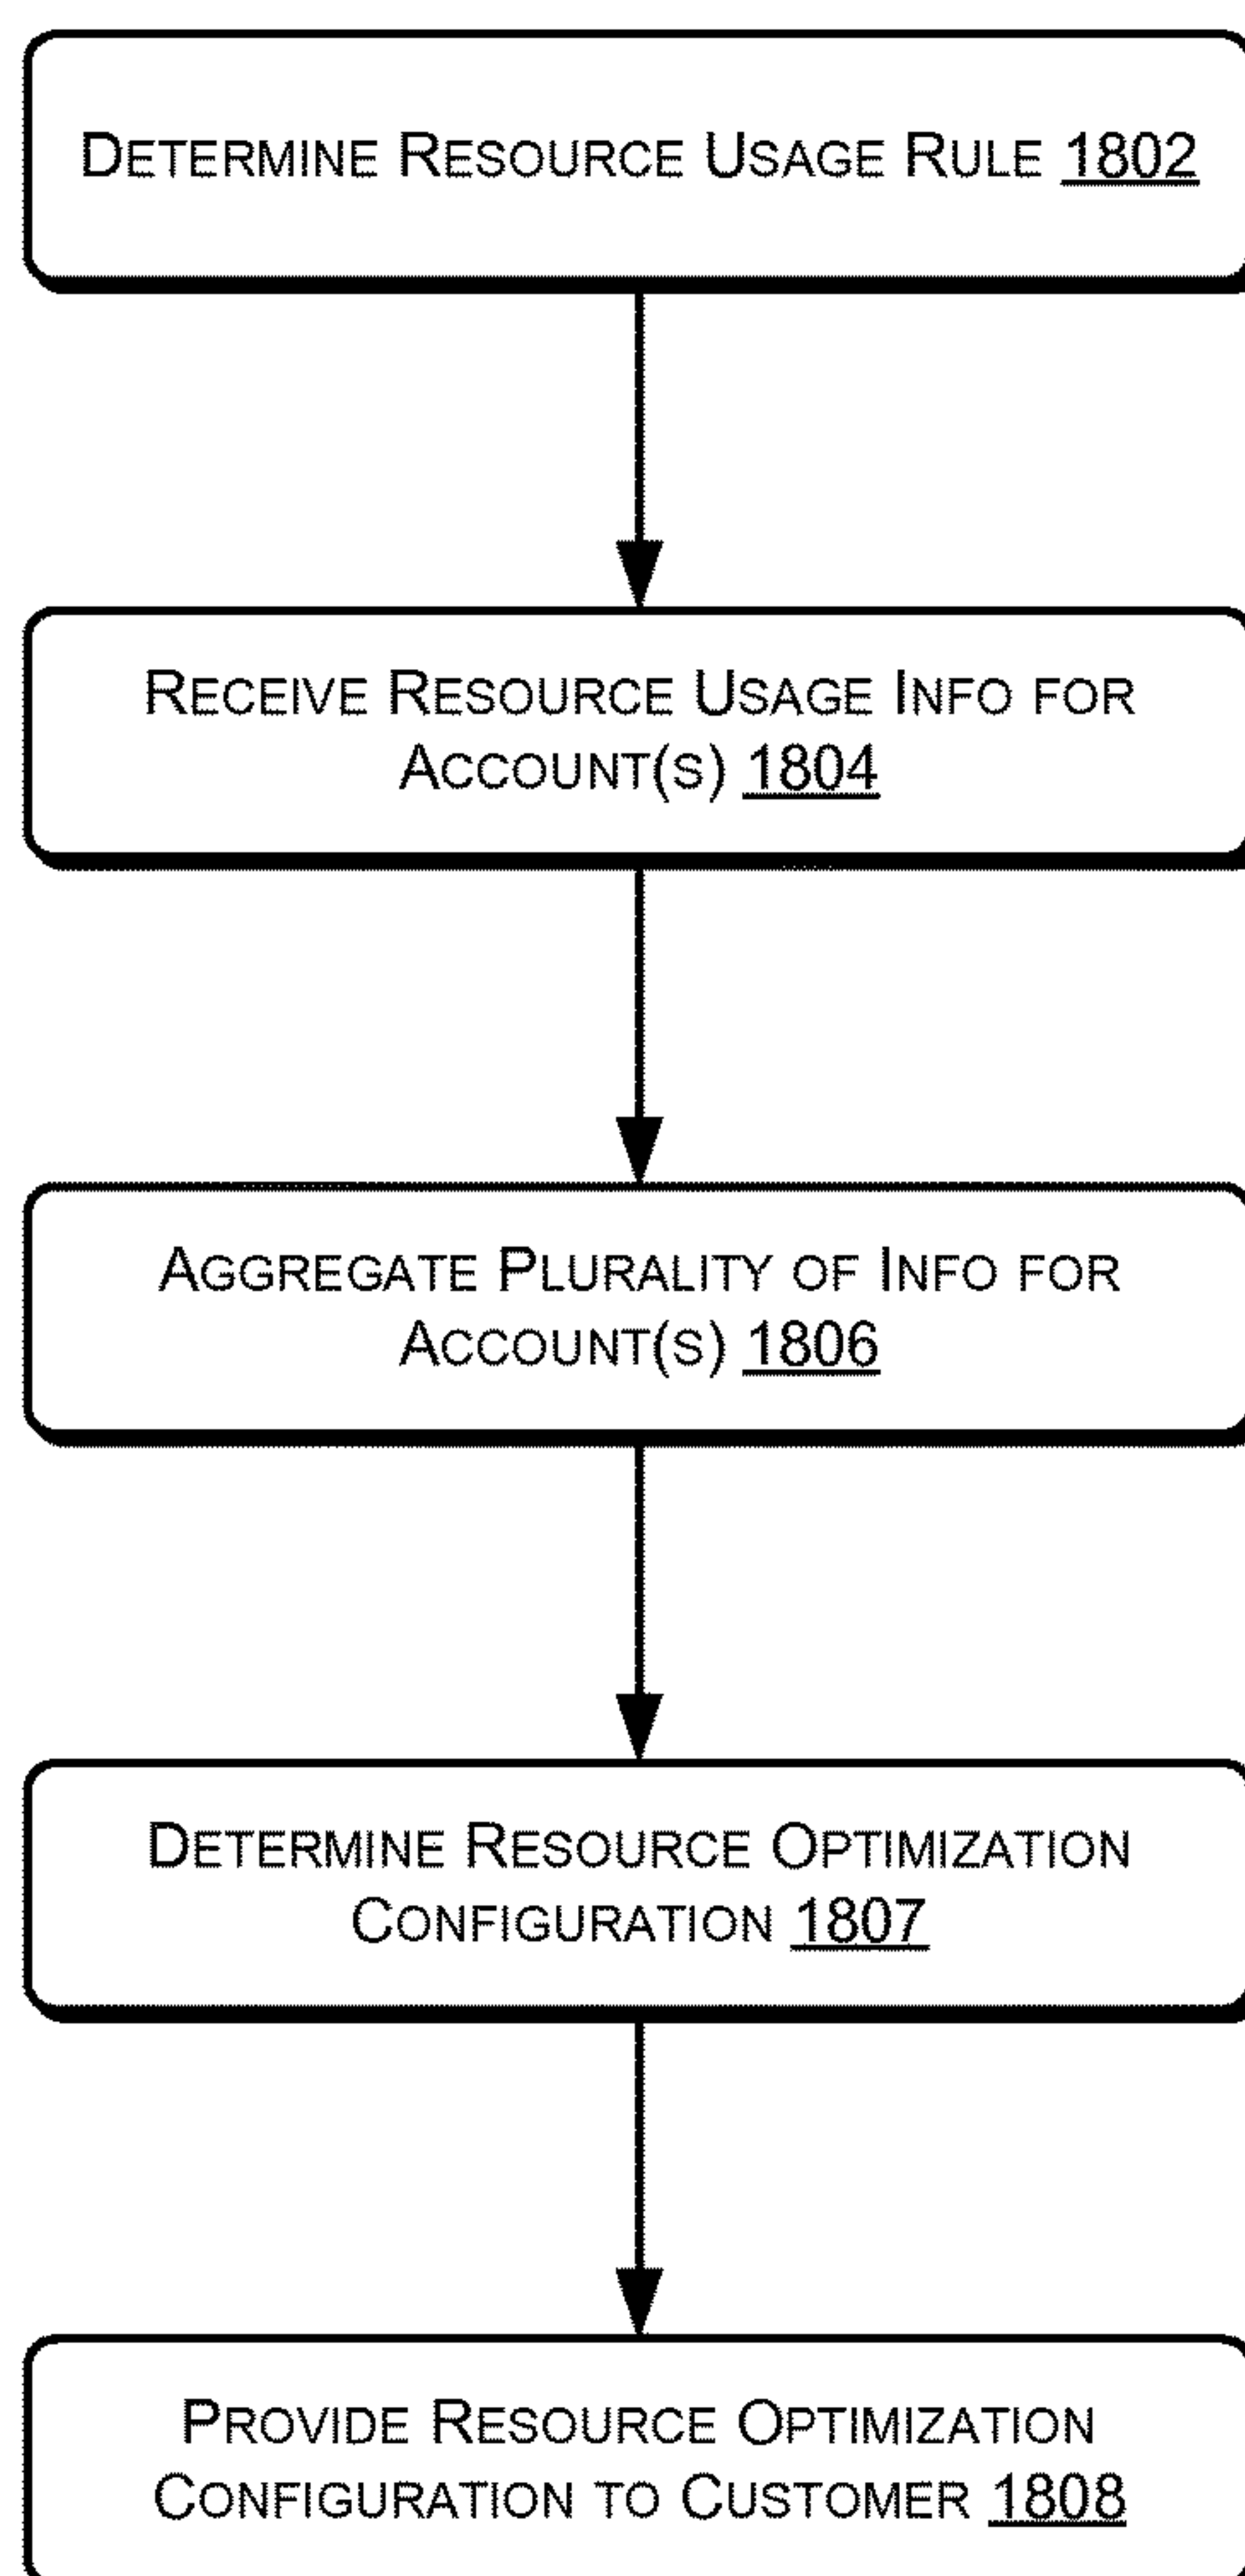 DETERMINE RESOURCE USAGE RULE 1802
RECEIVE RESOURCE USAGE INFO FOR
ACCOUNT(S) 1804
AGGREGATE PLURALITY OF INFO FOR
ACCOUNT(S) 1806
DETERMINE RESOURCE OPTIMIZATION
CONFIGURATION 1807
PROVIDE RESOURCE OPTIMIZATION
CONFIGURATION TO CUSTOMER 1808